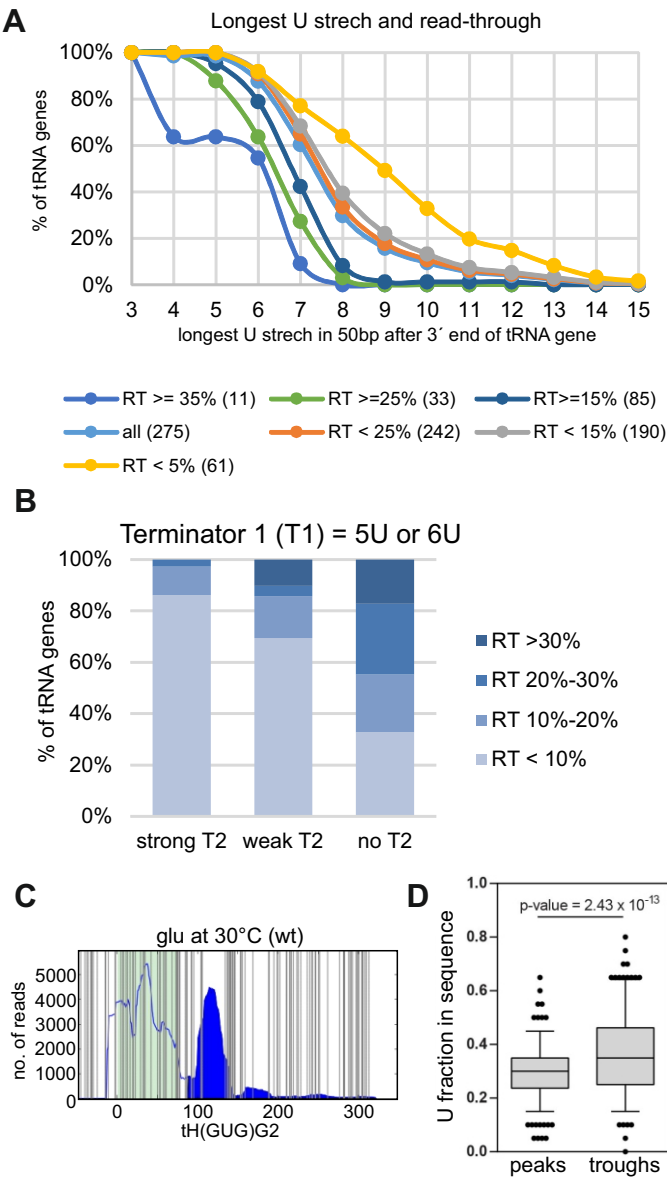 A
Longest U strech and read-through
% of tRNA genes
100%
80%
60%
40%
20%
0%
3 4 5 6 7 8 9 10 11 12 13 14 15
longest U strech in 50bp after 3´ end of tRNA gene
RT >= 35% (11) RT >=25% (33) RT>=15% (85)
all (275) RT < 25% (242) RT < 15% (190)
RT < 5% (61)
B
Terminator 1 (T1) = 5U or 6U
% of tRNA genes
100%
80%
60%
40%
20%
0%
strong T2 weak T2 no T2
RT >30%
RT 20%-30%
RT 10%-20%
RT < 10%
C
glu at 30°C (wt)
no. of reads
5000
4000
3000
2000
1000
0
0 100 200 300
tH(GUG)G2
D
U fraction in sequence
1.0
0.8
0.6
0.4
0.2
0.0
p-value = 2.43 x 10⁻¹³
peaks troughs